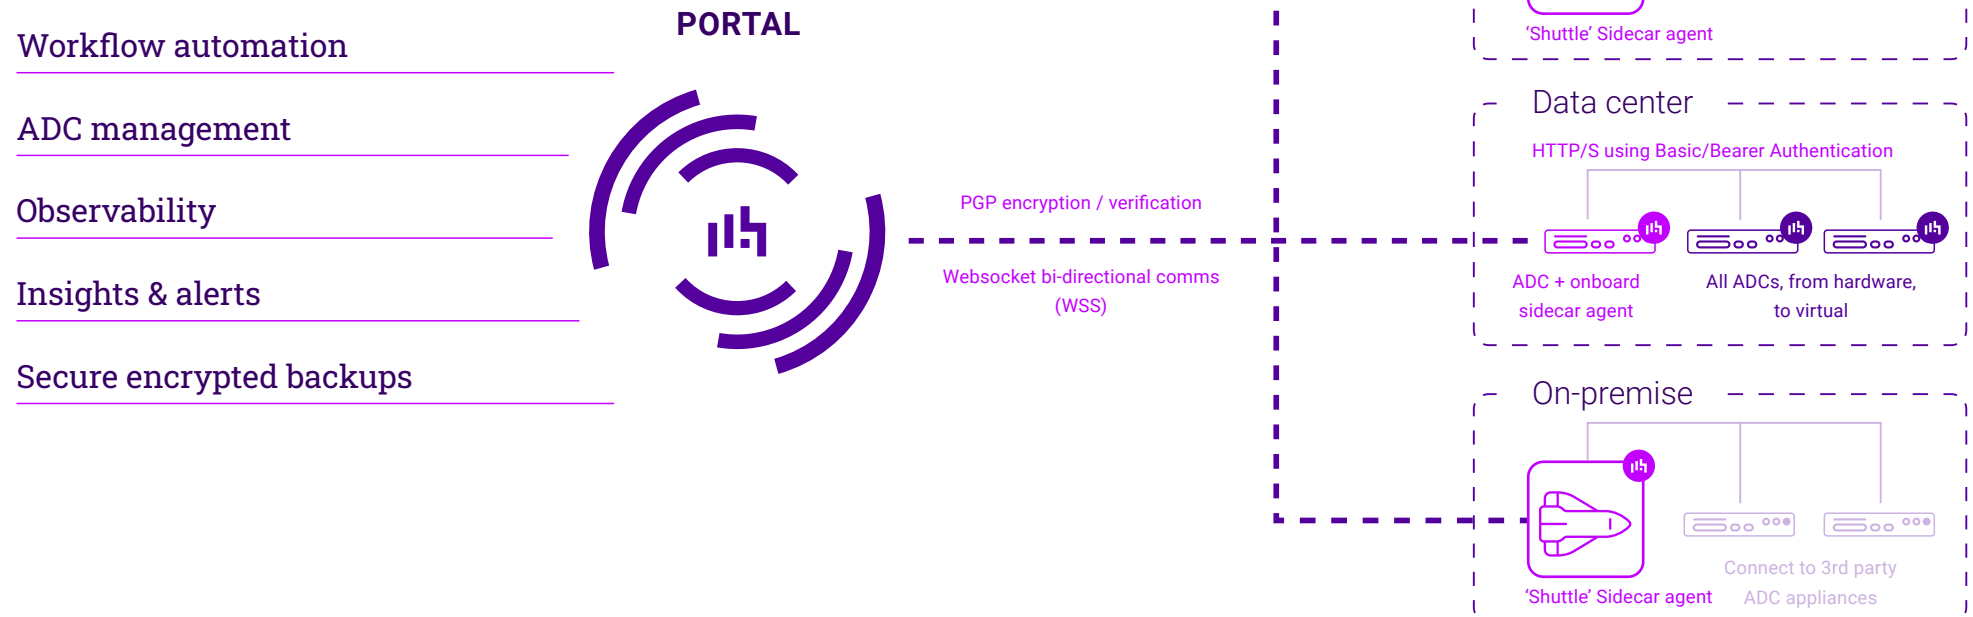 Workflow automation
ADC management
Observability
Insights & alerts
Secure encrypted backups
PORTAL
PGP encryption / verification
Websocket bi-directional comms
(WSS)
‘Shuttle’ Sidecar agent
Data center
HTTP/S using Basic/Bearer Authentication
ADC + onboard
sidecar agent
All ADCs, from hardware,
to virtual
On-premise
‘Shuttle’ Sidecar agent
Connect to 3rd party
ADC appliances